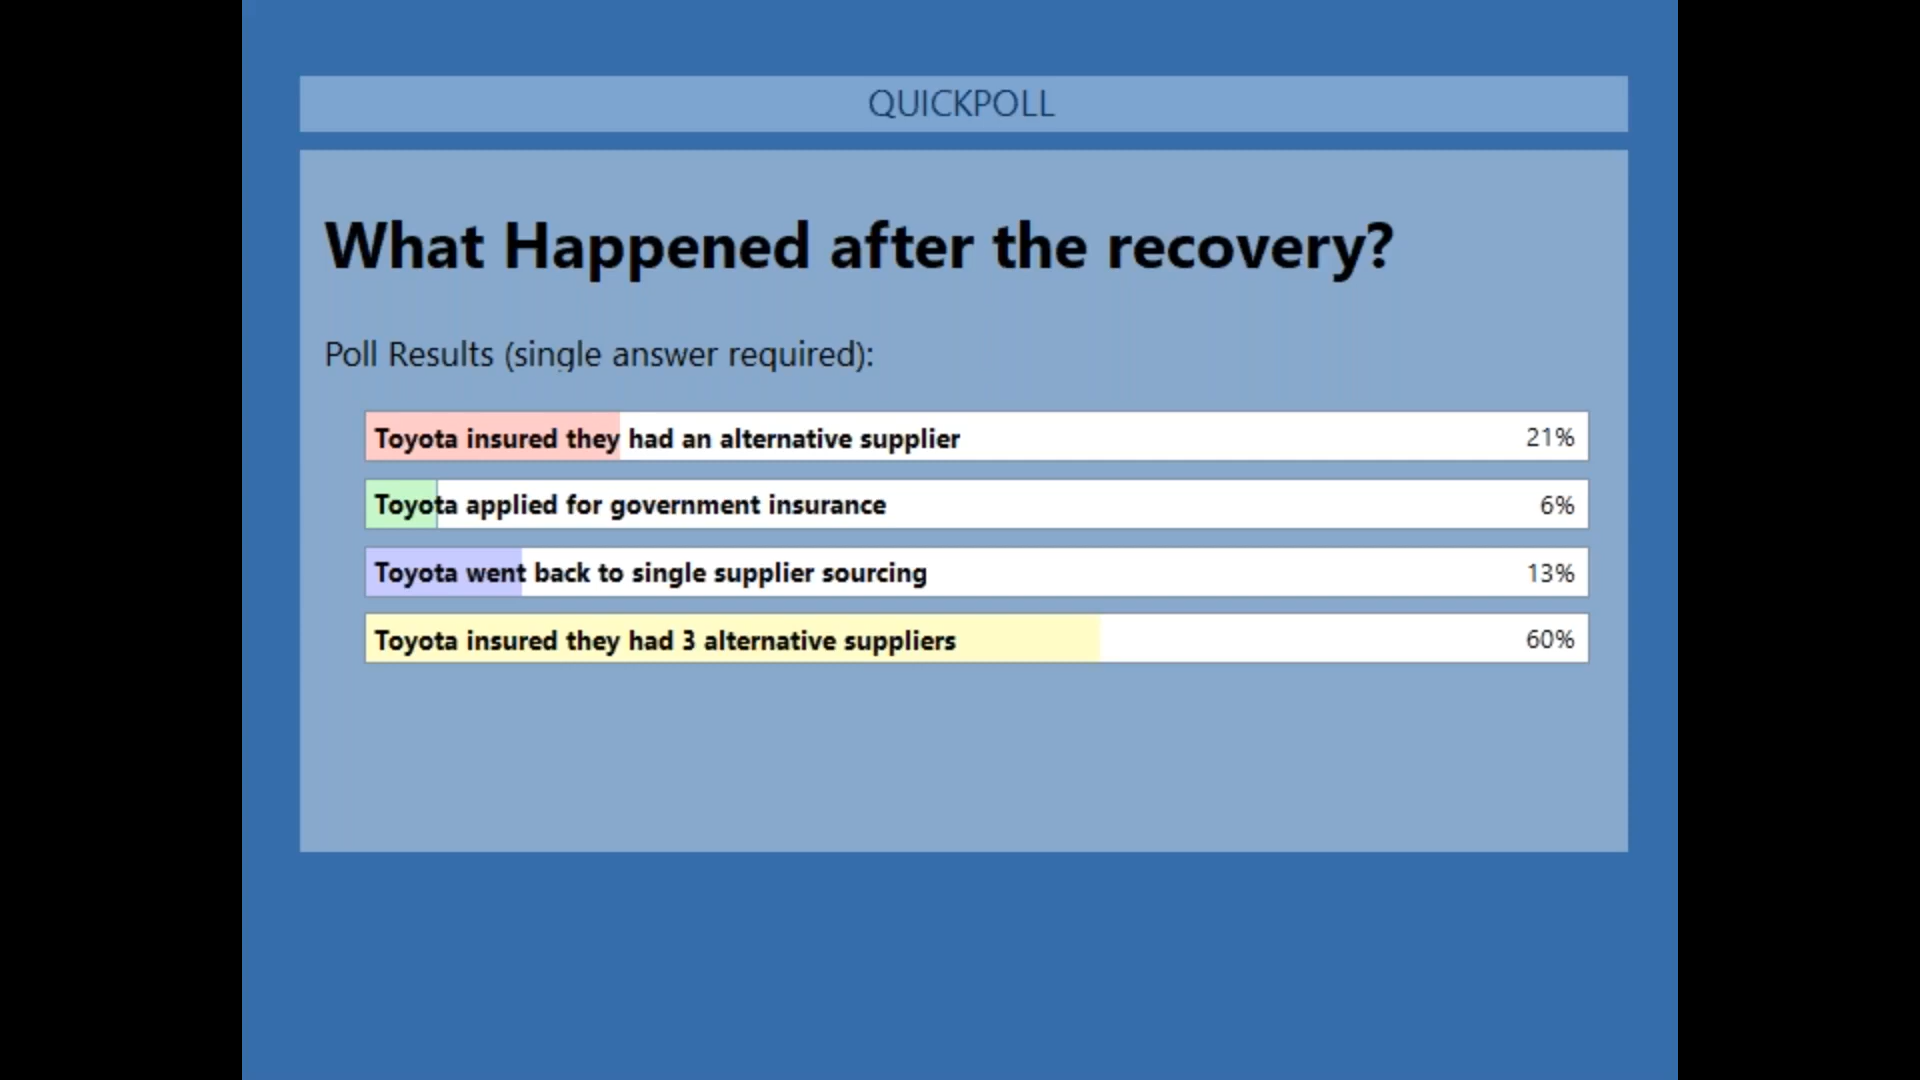 QUICKPOLL
What Happened after the recovery?
Poll Results (single answer required):
Toyota insured they had an alternative supplier 21%
Toyota applied for government insurance 6%
Toyota went back to single supplier sourcing 13%
Toyota insured they had 3 alternative suppliers 60%